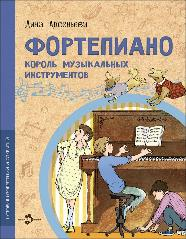 Дина Арсеньева
ФОРТЕПИАНО
КОРОЛЬ МУЗЫКАЛЬНЫХ
ИНСТРУМЕНТОВ